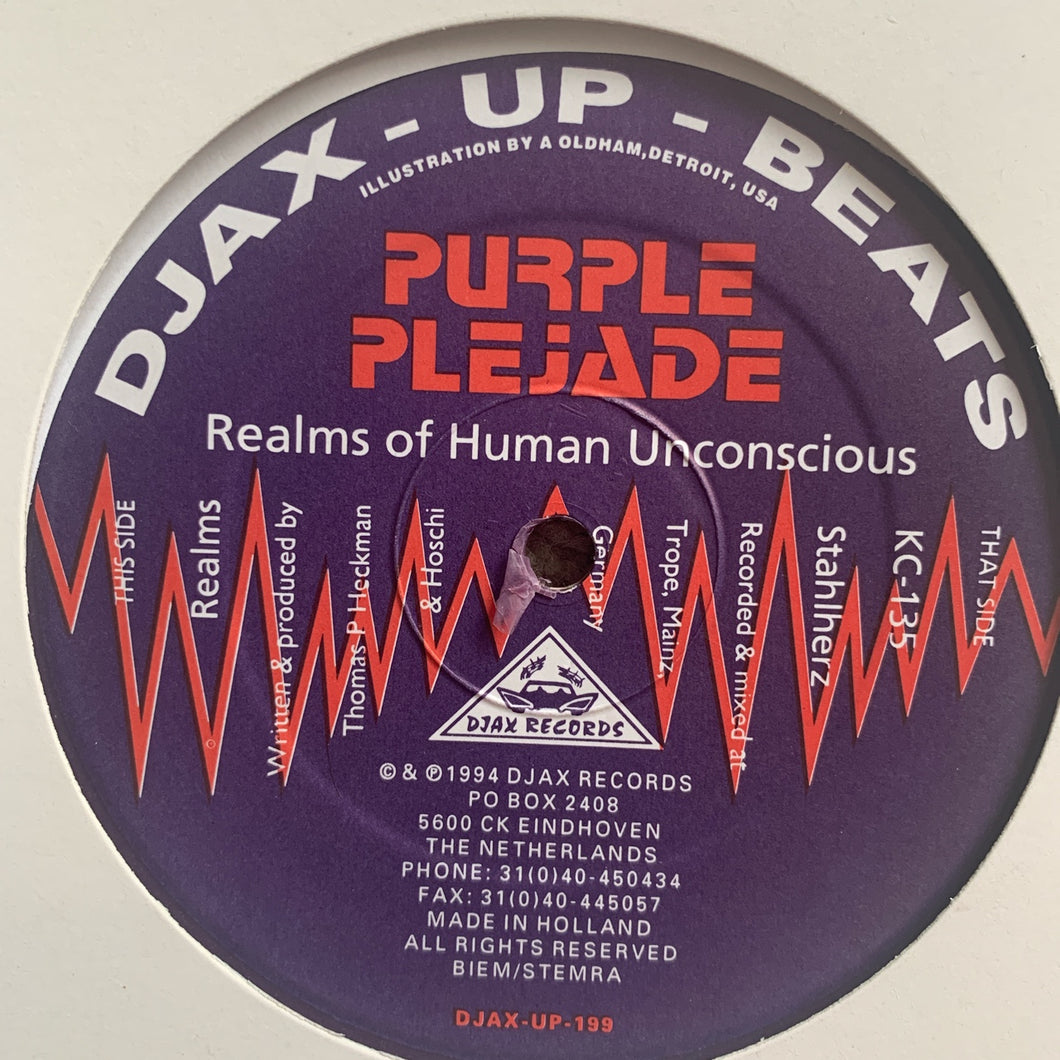 DJAX - UP - BEATS
ILLUSTRATION BY A OLDHAM, DETROIT, USA
PURPLE
PLEJADE
Realms of Human Unconscious
THIS SIDE
Realms
Written & produced by
Thomas P Heckman
& Hoschi
THAT SIDE
KC-135
Stahlherz
Recorded & mixed at
Trope, Mainz,
Germany
DJAX RECORDS
© & ℗ 1994 DJAX RECORDS
PO BOX 2408
5600 CK EINDHOVEN
THE NETHERLANDS
PHONE: 31(0)40-450434
FAX: 31(0)40-445057
MADE IN HOLLAND
ALL RIGHTS RESERVED
BIEM/STEMRA
DJAX-UP-199